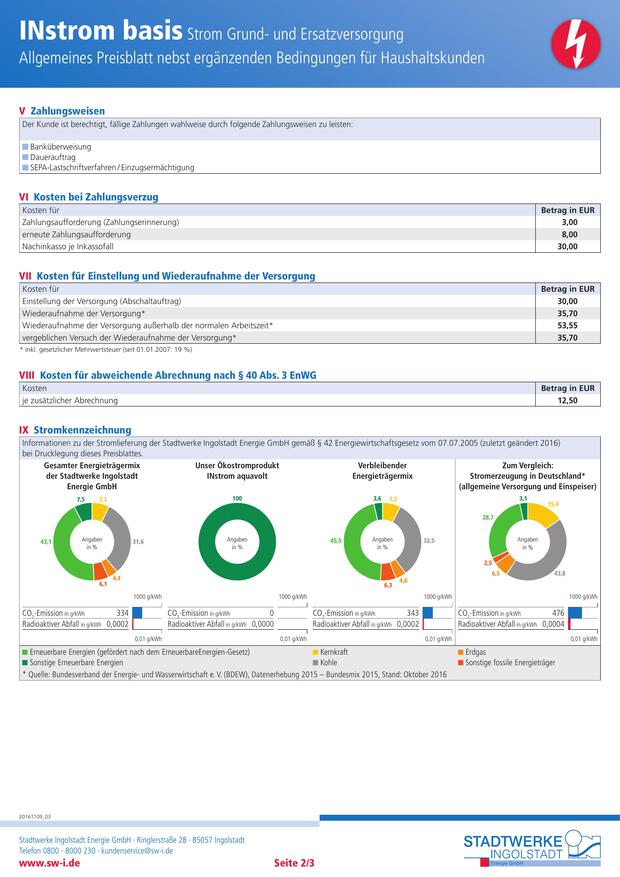 INstrom basis Strom Grund- und Ersatzversorgung
Allgemeines Preisblatt nebst ergänzenden Bedingungen für Haushaltskunden
V Zahlungsweisen
Der Kunde ist berechtigt, fällige Zahlungen wahlweise durch folgende Zahlungsweisen zu leisten:
Banküberweisung
Dauerauftrag
SEPA-Lastschriftverfahren / Einzugsermächtigung
VI Kosten bei Zahlungsverzug
Kosten für Betrag in EUR
Zahlungsaufforderung (Zahlungserinnerung) 3,00
erneute Zahlungsaufforderung 8,00
Nachinkasso je Inkassofall 30,00
VII Kosten für Einstellung und Wiederaufnahme der Versorgung
Kosten für Betrag in EUR
Einstellung der Versorgung (Abschaltauftrag) 30,00
Wiederaufnahme der Versorgung* 35,70
Wiederaufnahme der Versorgung außerhalb der normalen Arbeitszeit* 53,55
vergeblichen Versuch der Wiederaufnahme der Versorgung* 35,70
* inkl. gesetzlicher Mehrwertsteuer (seit 01.01.2007: 19 %)
VIII Kosten für abweichende Abrechnung nach § 40 Abs. 3 EnWG
Kosten Betrag in EUR
je zusätzlicher Abrechnung 12,50
IX Stromkennzeichnung
Informationen zu der Stromlieferung der Stadtwerke Ingolstadt Energie GmbH gemäß § 42 Energiewirtschaftsgesetz vom 07.07.2005 (zuletzt geändert 2016)
bei Drucklegung dieses Preisblattes.
Gesamter Energieträgermix
der Stadtwerke Ingolstadt
Energie GmbH
7,5 7,3
43,1 Angaben in % 31,6
6,1 4,4
1000 g/kWh
CO2-Emission in g/kWh 334
Radioaktiver Abfall in g/kWh 0,0002
0,01 g/kWh
Unser Ökostromprodukt
INstrom aquavolt
100
Angaben in %
1000 g/kWh
CO2-Emission in g/kWh 0
Radioaktiver Abfall in g/kWh 0,0000
0,01 g/kWh
Verbleibender
Energieträgermix
3,6 7,5
45,5 Angaben in % 32,5
6,3 4,6
1000 g/kWh
CO2-Emission in g/kWh 343
Radioaktiver Abfall in g/kWh 0,0002
0,01 g/kWh
Zum Vergleich:
Stromerzeugung in Deutschland*
(allgemeine Versorgung und Einspeiser)
3,1 15,4
28,7 Angaben in %
2,5
6,5 43,8
1000 g/kWh
CO2-Emission in g/kWh 476
Radioaktiver Abfall in g/kWh 0,0004
0,01 g/kWh
Erneuerbare Energien (gefördert nach dem ErneuerbareEnergien-Gesetz) Kernkraft Erdgas
Sonstige Erneuerbare Energien Kohle Sonstige fossile Energieträger
* Quelle: Bundesverband der Energie- und Wasserwirtschaft e. V. (BDEW), Datenerhebung 2015 – Bundesmix 2015, Stand: Oktober 2016
20161109_03
Stadtwerke Ingolstadt Energie GmbH · Ringlerstraße 28 · 85057 Ingolstadt
Telefon 0800 - 8000 230 · kundenservice@sw-i.de
www.sw-i.de Seite 2/3
STADTWERKE
INGOLSTADT
Energie GmbH